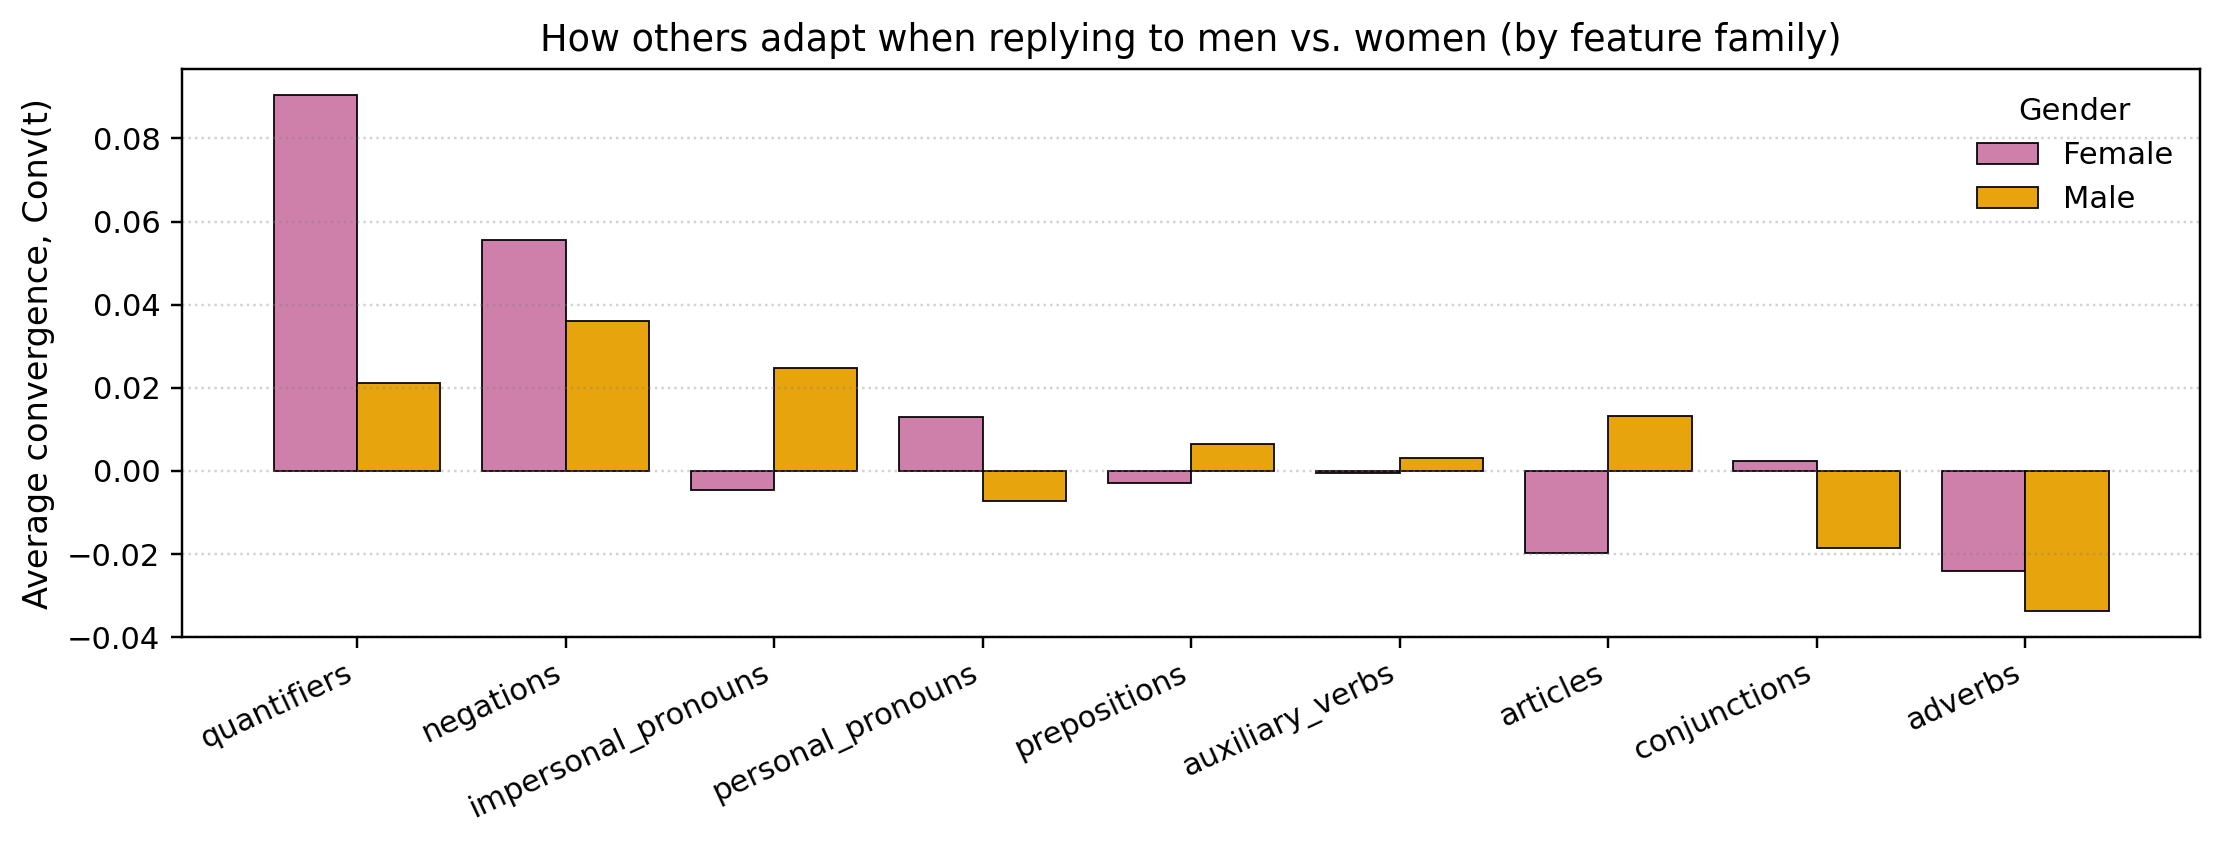 How others adapt when replying to men vs. women (by feature family)
Average convergence, Conv(t)
0.08
0.06
0.04
0.02
0.00
−0.02
−0.04
Gender
Female
Male
quantifiers
negations
impersonal_pronouns
personal_pronouns
prepositions
auxiliary_verbs
articles
conjunctions
adverbs